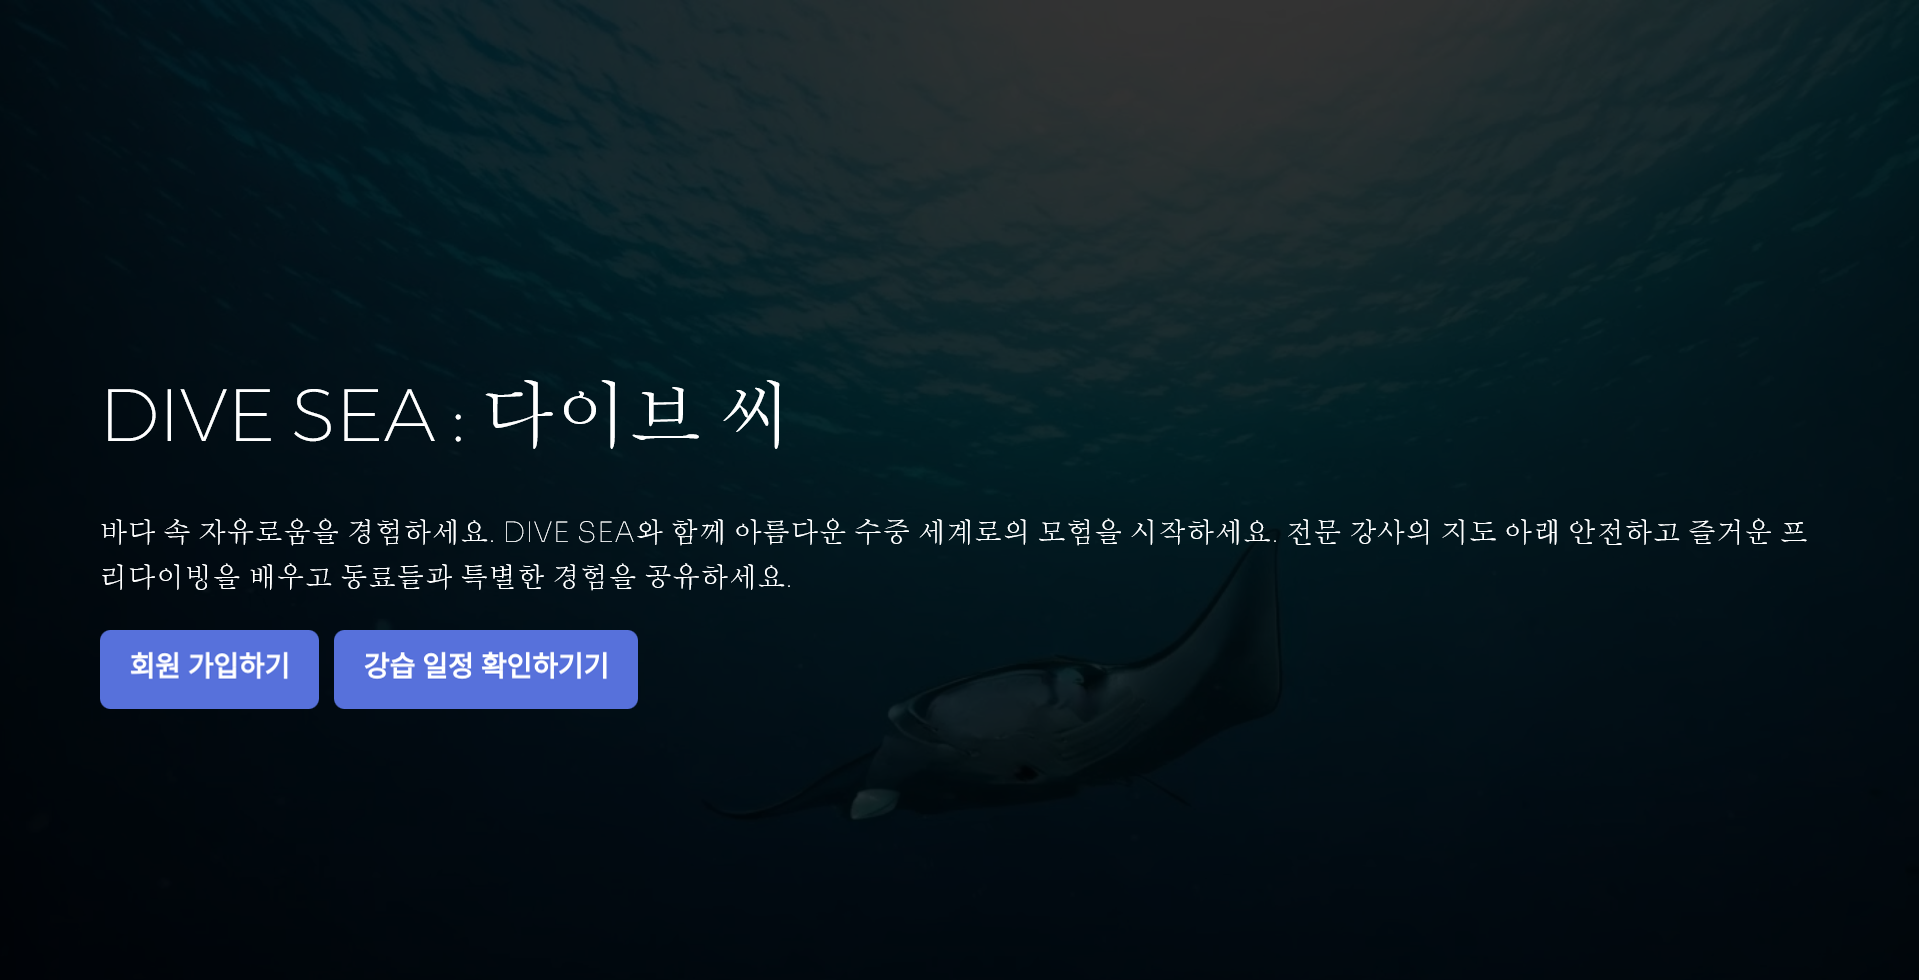 DIVE SEA : 다이브 씨
바다 속 자유로움을 경험하세요. DIVE SEA와 함께 아름다운 수중 세계로의 모험을 시작하세요. 전문 강사의 지도 아래 안전하고 즐거운 프
리다이빙을 배우고 동료들과 특별한 경험을 공유하세요.
회원 가입하기 강습 일정 확인하기기